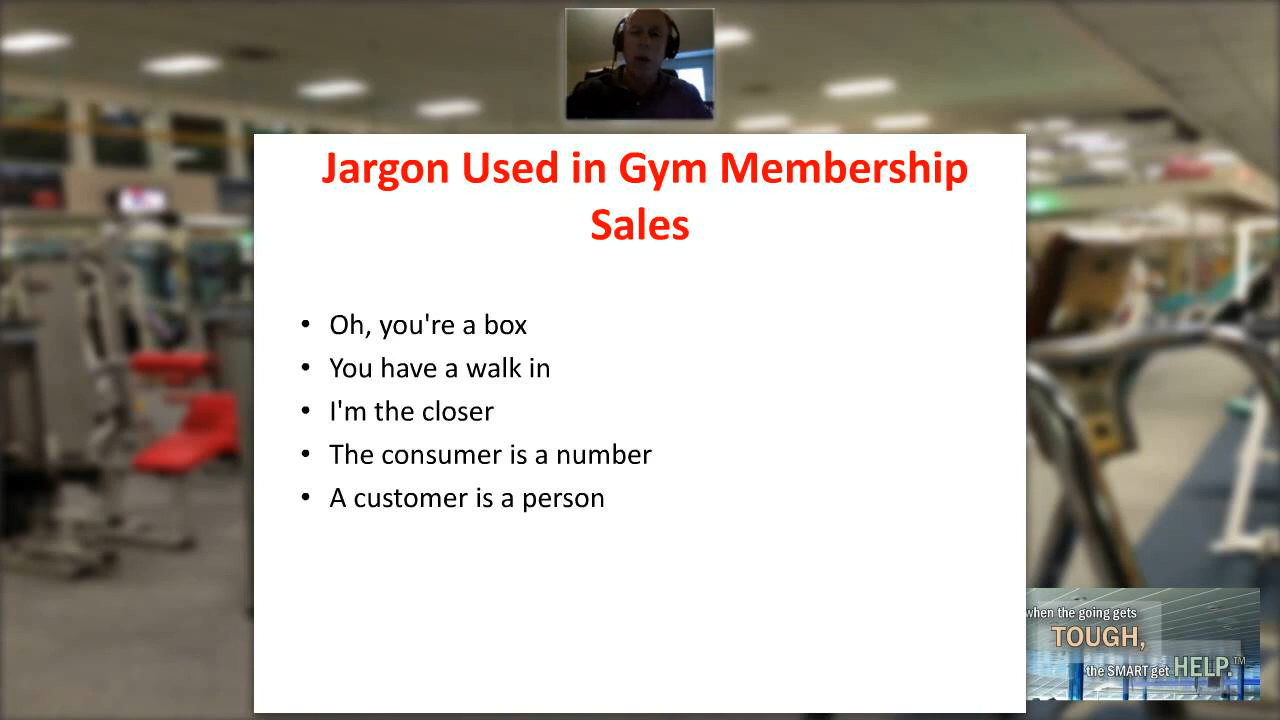 Jargon Used in Gym Membership
Sales
• Oh, you're a box
• You have a walk in
• I'm the closer
• The consumer is a number
• A customer is a person
when the going gets
TOUGH,
the SMART get HELP.™